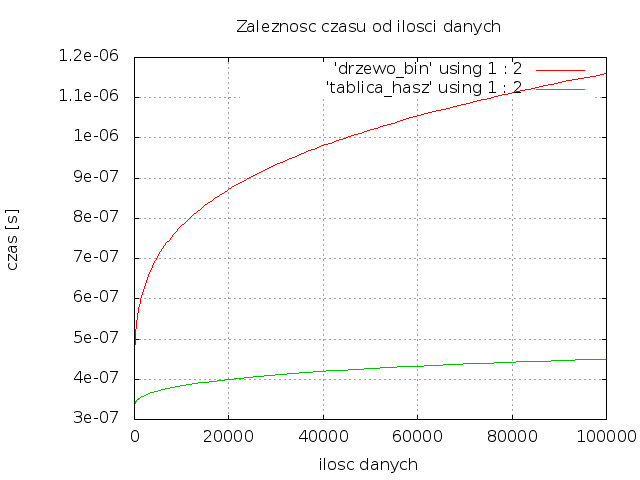 Zaleznosc czasu od ilosci danych
'drzewo_bin' using 1 : 2
'tablica_hasz' using 1 : 2
1.2e-06
1.1e-06
1e-06
9e-07
8e-07
7e-07
6e-07
5e-07
4e-07
3e-07
czas [s]
0 20000 40000 60000 80000 100000
ilosc danych